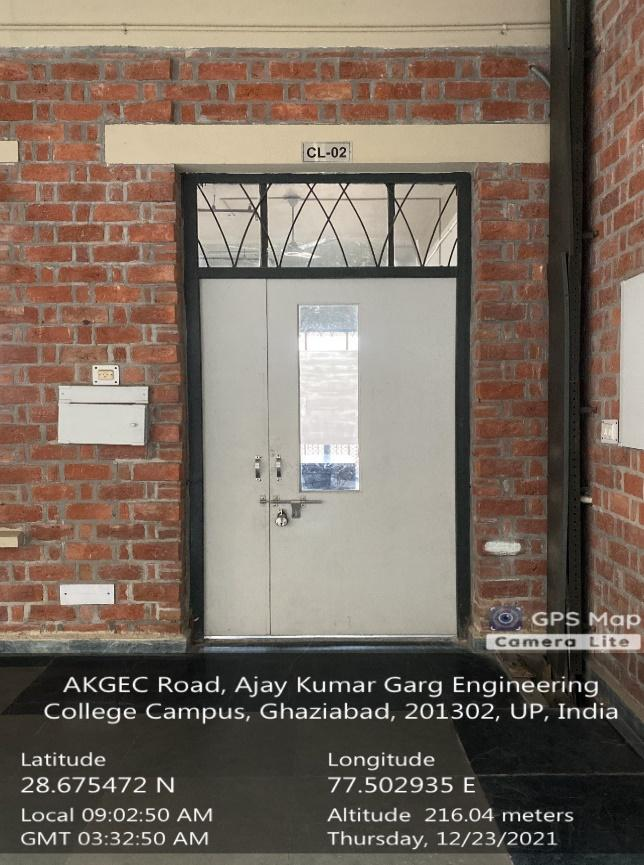 CL-02
GPS Map
Camera Lite
AKGEC Road, Ajay Kumar Garg Engineering
College Campus, Ghaziabad, 201302, UP, India
Latitude
28.675472 N
Longitude
77.502935 E
Local 09:02:50 AM
GMT 03:32:50 AM
Altitude 216.04 meters
Thursday, 12/23/2021